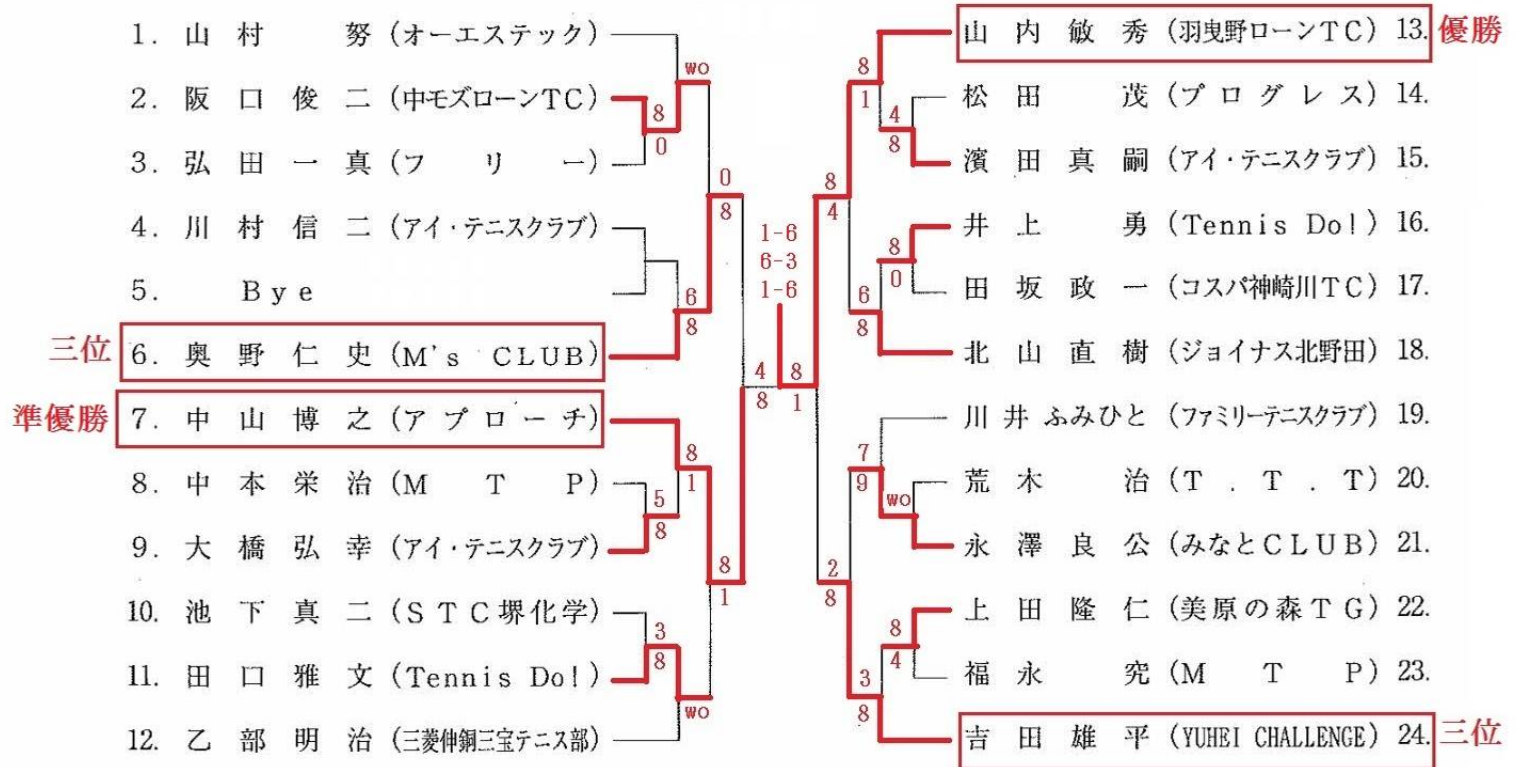 1. 山村 努 (オーエステック)
wo
2. 阪口俊二 (中モズローンTC)
8
0
3. 弘田一真 (フリー)
0
8
4. 川村信二 (アイ・テニスクラブ)
5. Bye
6
8
三位 6. 奥野仁史 (M's CLUB)
4
8
準優勝 7. 中山博之 (アプローチ)
8
1
8. 中本栄治 (MTP)
5
8
9. 大橋弘幸 (アイ・テニスクラブ)
8
1
10. 池下真二 (STC堺化学)
3
8
11. 田口雅文 (Tennis Do!)
wo
12. 乙部明治 (三菱伸銅三宝テニス部)
1-6
6-3
1-6
山内敏秀 (羽曳野ローンTC) 13. 優勝
8
1
松田 茂 (プログレス) 14.
4
8
濱田真嗣 (アイ・テニスクラブ) 15.
8
4
井上 勇 (Tennis Do!) 16.
8
0
田坂政一 (コスパ神崎川TC) 17.
6
8
北山直樹 (ジョイナス北野田) 18.
8
1
川井ふみひと (ファミリーテニスクラブ) 19.
7
9
荒木 治 (T.T.T) 20.
wo
永澤良公 (みなとCLUB) 21.
2
8
上田隆仁 (美原の森TG) 22.
8
4
福永 究 (MTP) 23.
3
8
吉田雄平 (YUHEI CHALLENGE) 24. 三位